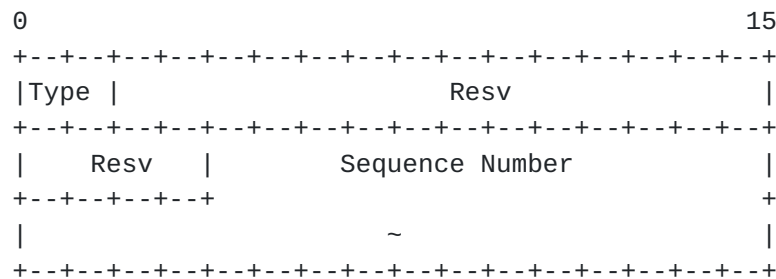 0                                             15
+--+--+--+--+--+--+--+--+--+--+--+--+--+--+--+--+
|Type |                     Resv                |
+--+--+--+--+--+--+--+--+--+--+--+--+--+--+--+--+
|    Resv   |        Sequence Number            |
+--+--+--+--+                                   +
|                       ~                       |
+--+--+--+--+--+--+--+--+--+--+--+--+--+--+--+--+